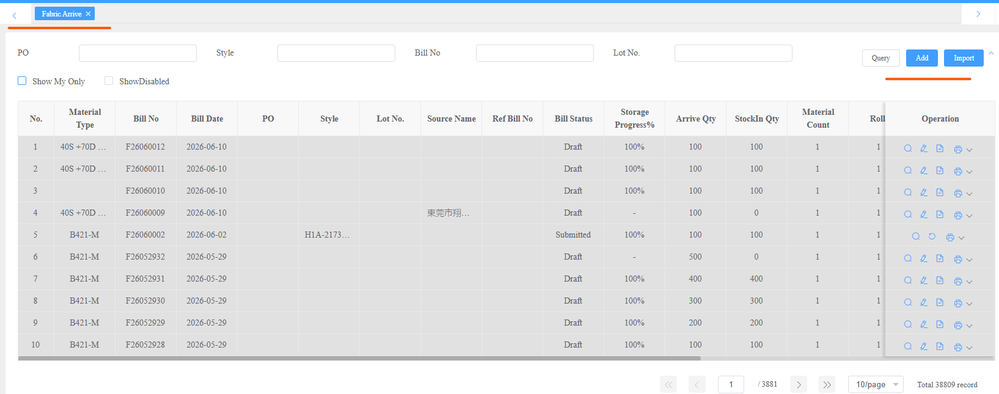 Fabric Arrive ×
PO Style Bill No Lot No. Query Add Import
Show My Only ShowDisabled
No. Material Type Bill No Bill Date PO Style Lot No. Source Name Ref Bill No Bill Status Storage Progress% Arrive Qty StockIn Qty Material Count Roll Operation
1 40S +70D ... F26060012 2026-06-10 Draft 100% 100 100 1 1
2 40S +70D ... F26060011 2026-06-10 Draft 100% 100 100 1 1
3 F26060010 2026-06-10 Draft 100% 100 100 1 1
4 40S +70D ... F26060009 2026-06-10 東莞市翔... Draft - 100 0 1 1
5 B421-M F26060002 2026-06-02 H1A-2173... Submitted 100% 100 100 1 1
6 B421-M F26052932 2026-05-29 Draft - 500 0 1 1
7 B421-M F26052931 2026-05-29 Draft 100% 400 400 1 1
8 B421-M F26052930 2026-05-29 Draft 100% 300 300 1 1
9 B421-M F26052929 2026-05-29 Draft 100% 200 200 1 1
10 B421-M F26052928 2026-05-29 Draft 100% 100 100 1 1
1 / 3881 10/page Total 38809 record